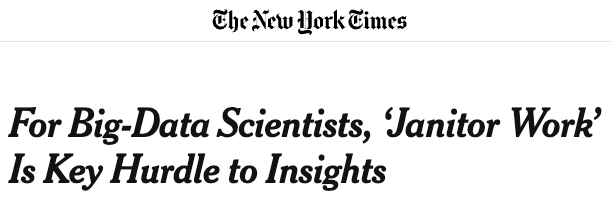 The New York Times
For Big-Data Scientists, ‘Janitor Work’
Is Key Hurdle to Insights